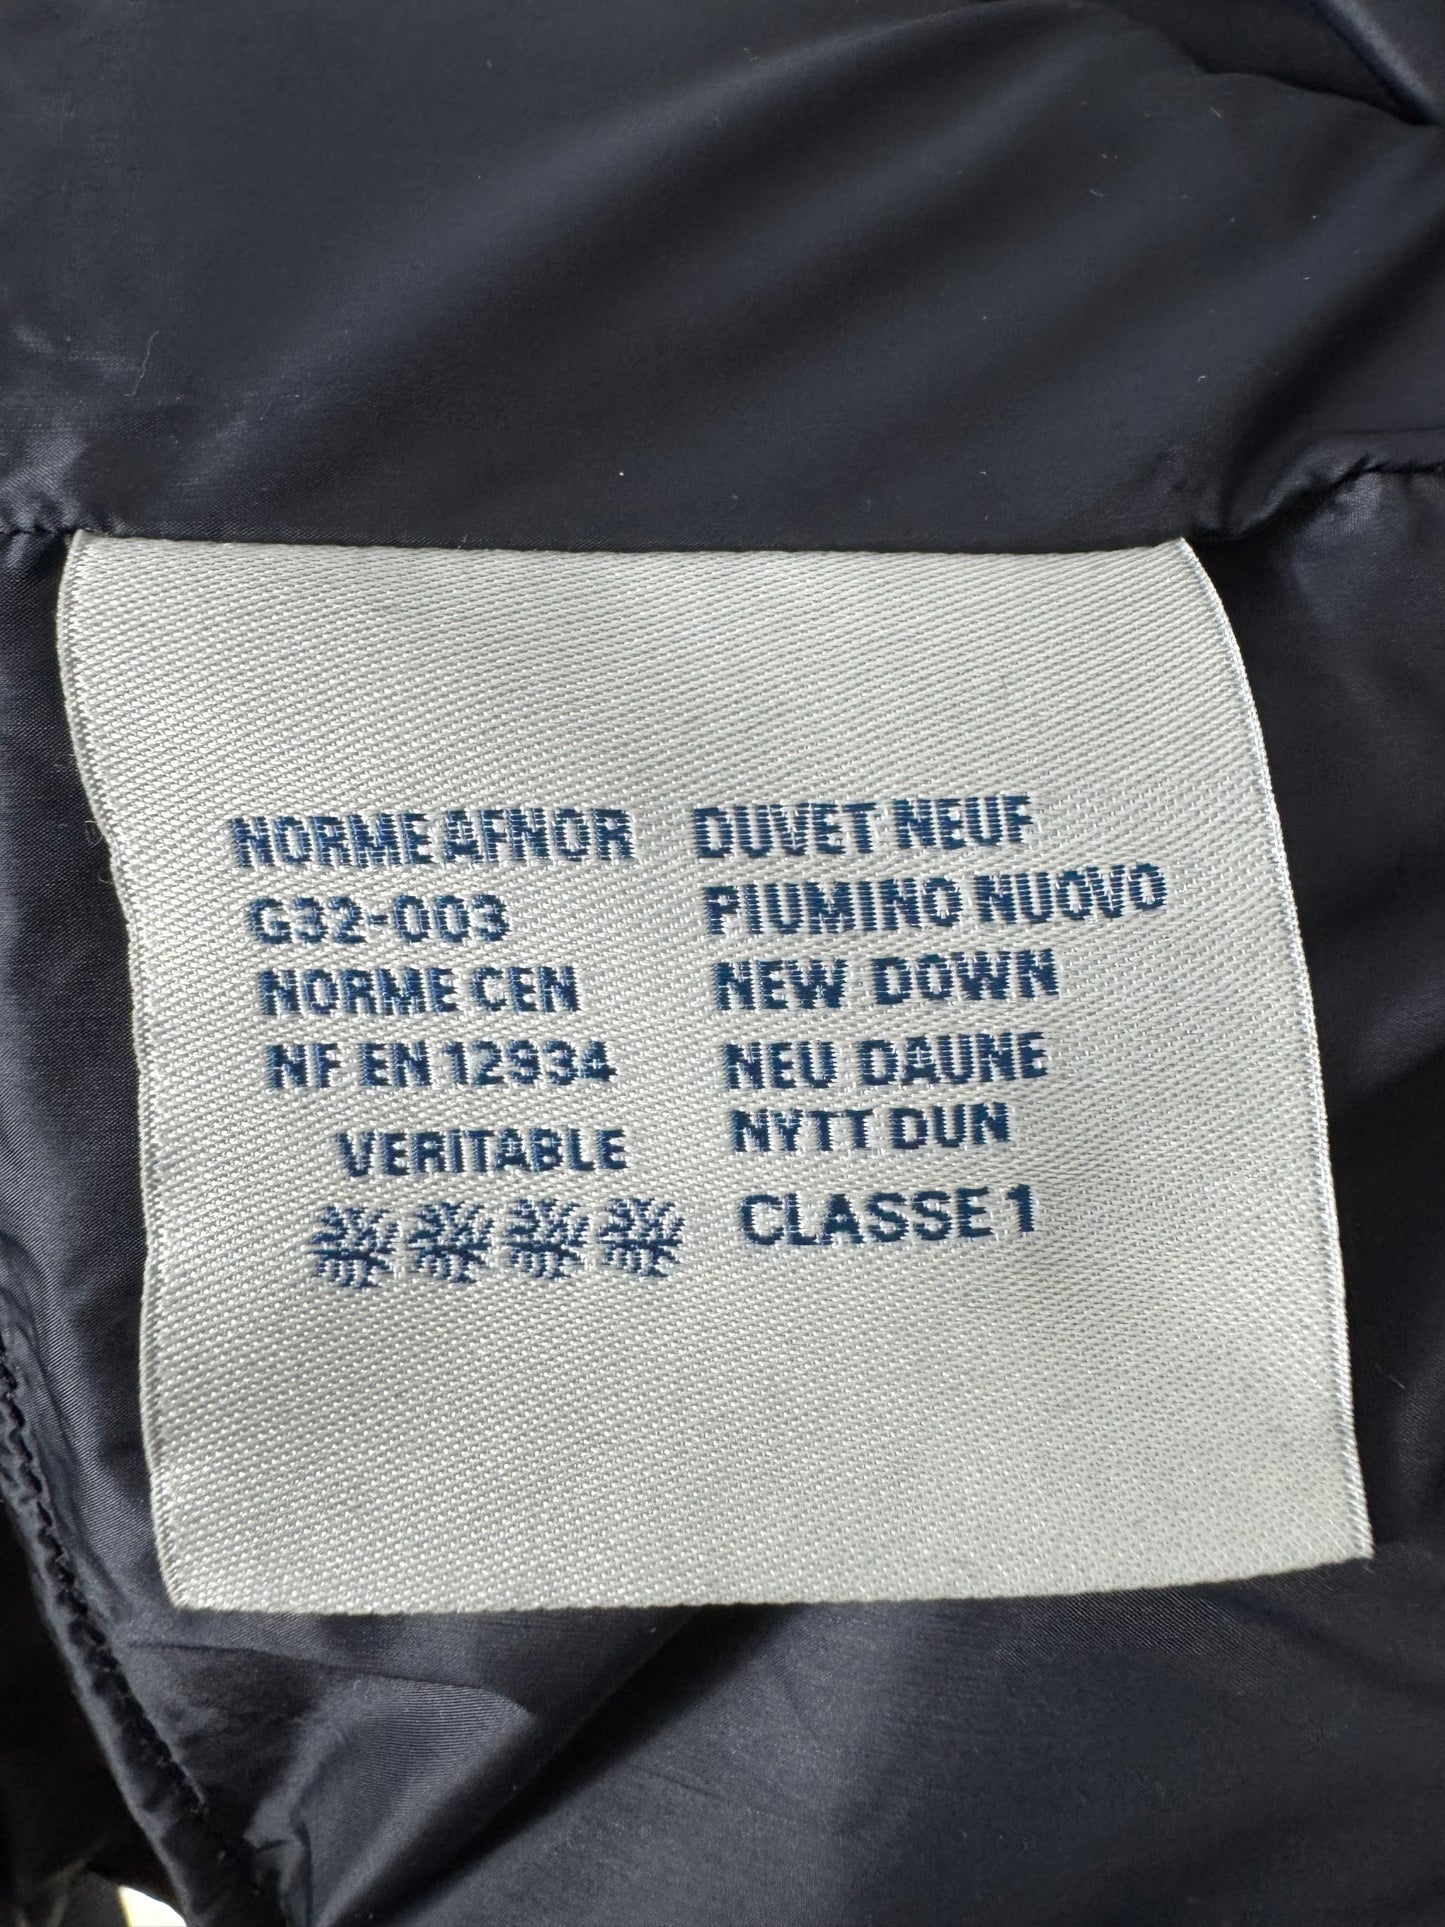 NORME AFNOR
G32-003
NORME CEN
NF EN 12934
VERITABLE
DUVET NEUF
PIUMINO NUOVO
NEW DOWN
NEU DAUNE
NYTT DUN
CLASSE 1